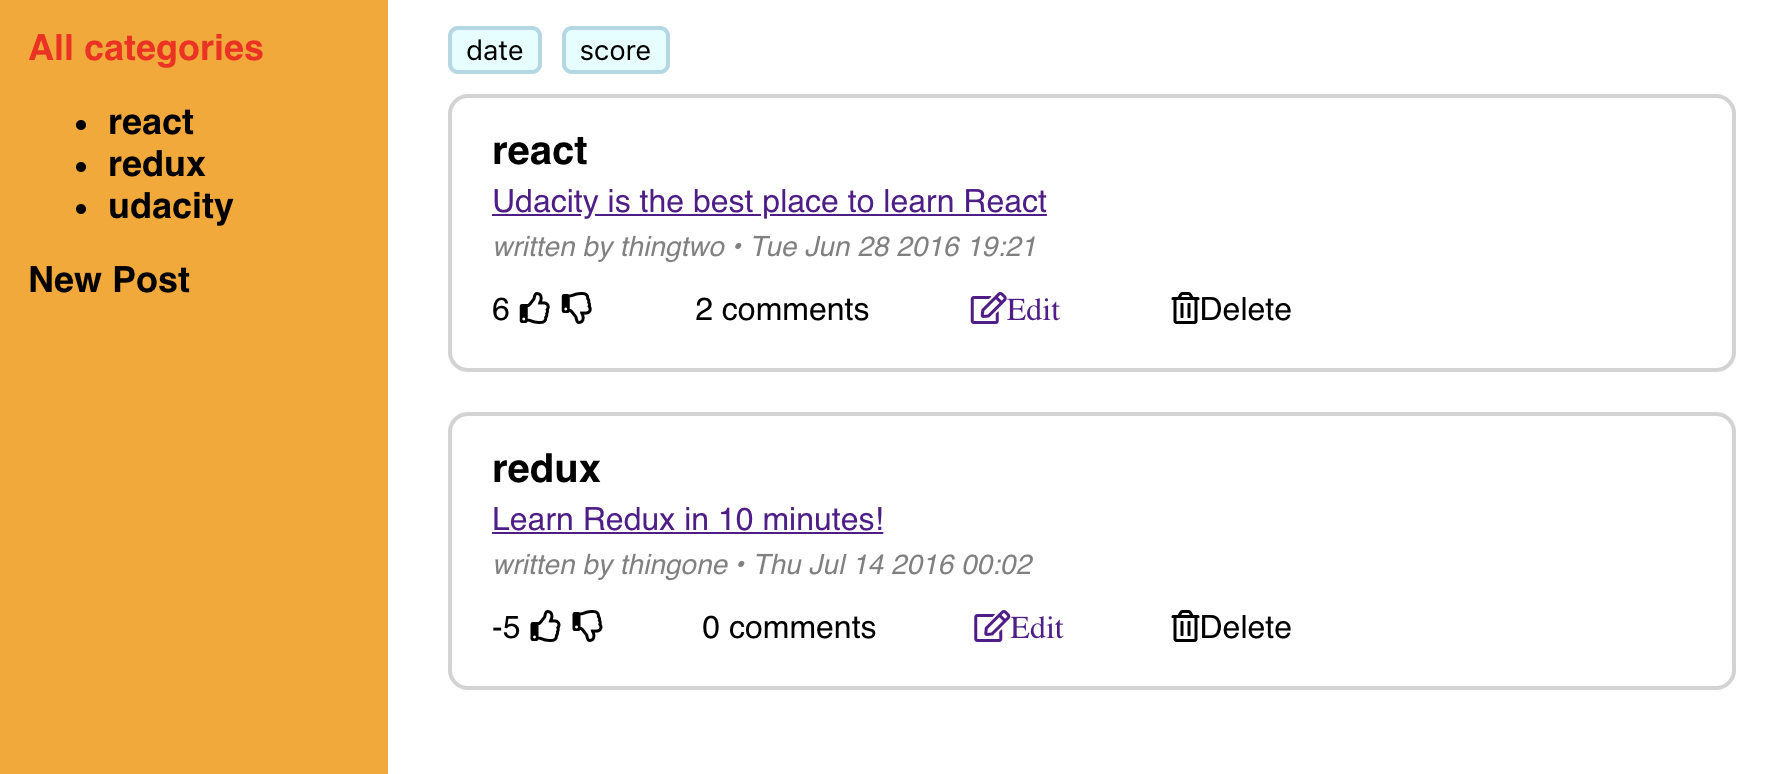 All categories
• react
• redux
• udacity
New Post
date score
react
Udacity is the best place to learn React
written by thingtwo • Tue Jun 28 2016 19:21
6 2 comments Edit Delete
redux
Learn Redux in 10 minutes!
written by thingone • Thu Jul 14 2016 00:02
-5 0 comments Edit Delete